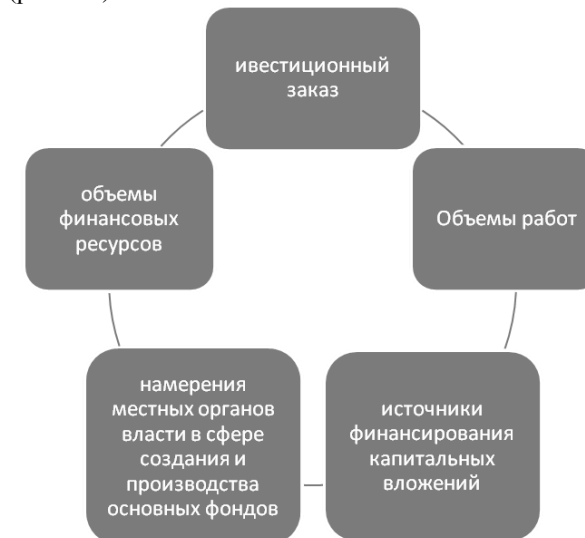 ивестиционный
заказ
Объемы работ
источники
финансирования
капитальных
вложений
намерения
местных органов
власти в сфере
создания и
производства
основных фондов
объемы
финансовых
ресурсов